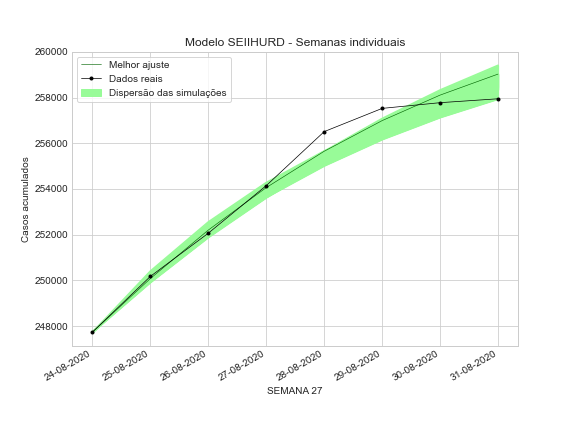 Modelo SEIIHURD - Semanas individuais
260000
258000
256000
254000
252000
250000
248000
Casos acumulados
Melhor ajuste
Dados reais
Dispersão das simulações
24-08-2020
25-08-2020
26-08-2020
27-08-2020
28-08-2020
29-08-2020
30-08-2020
31-08-2020
SEMANA 27